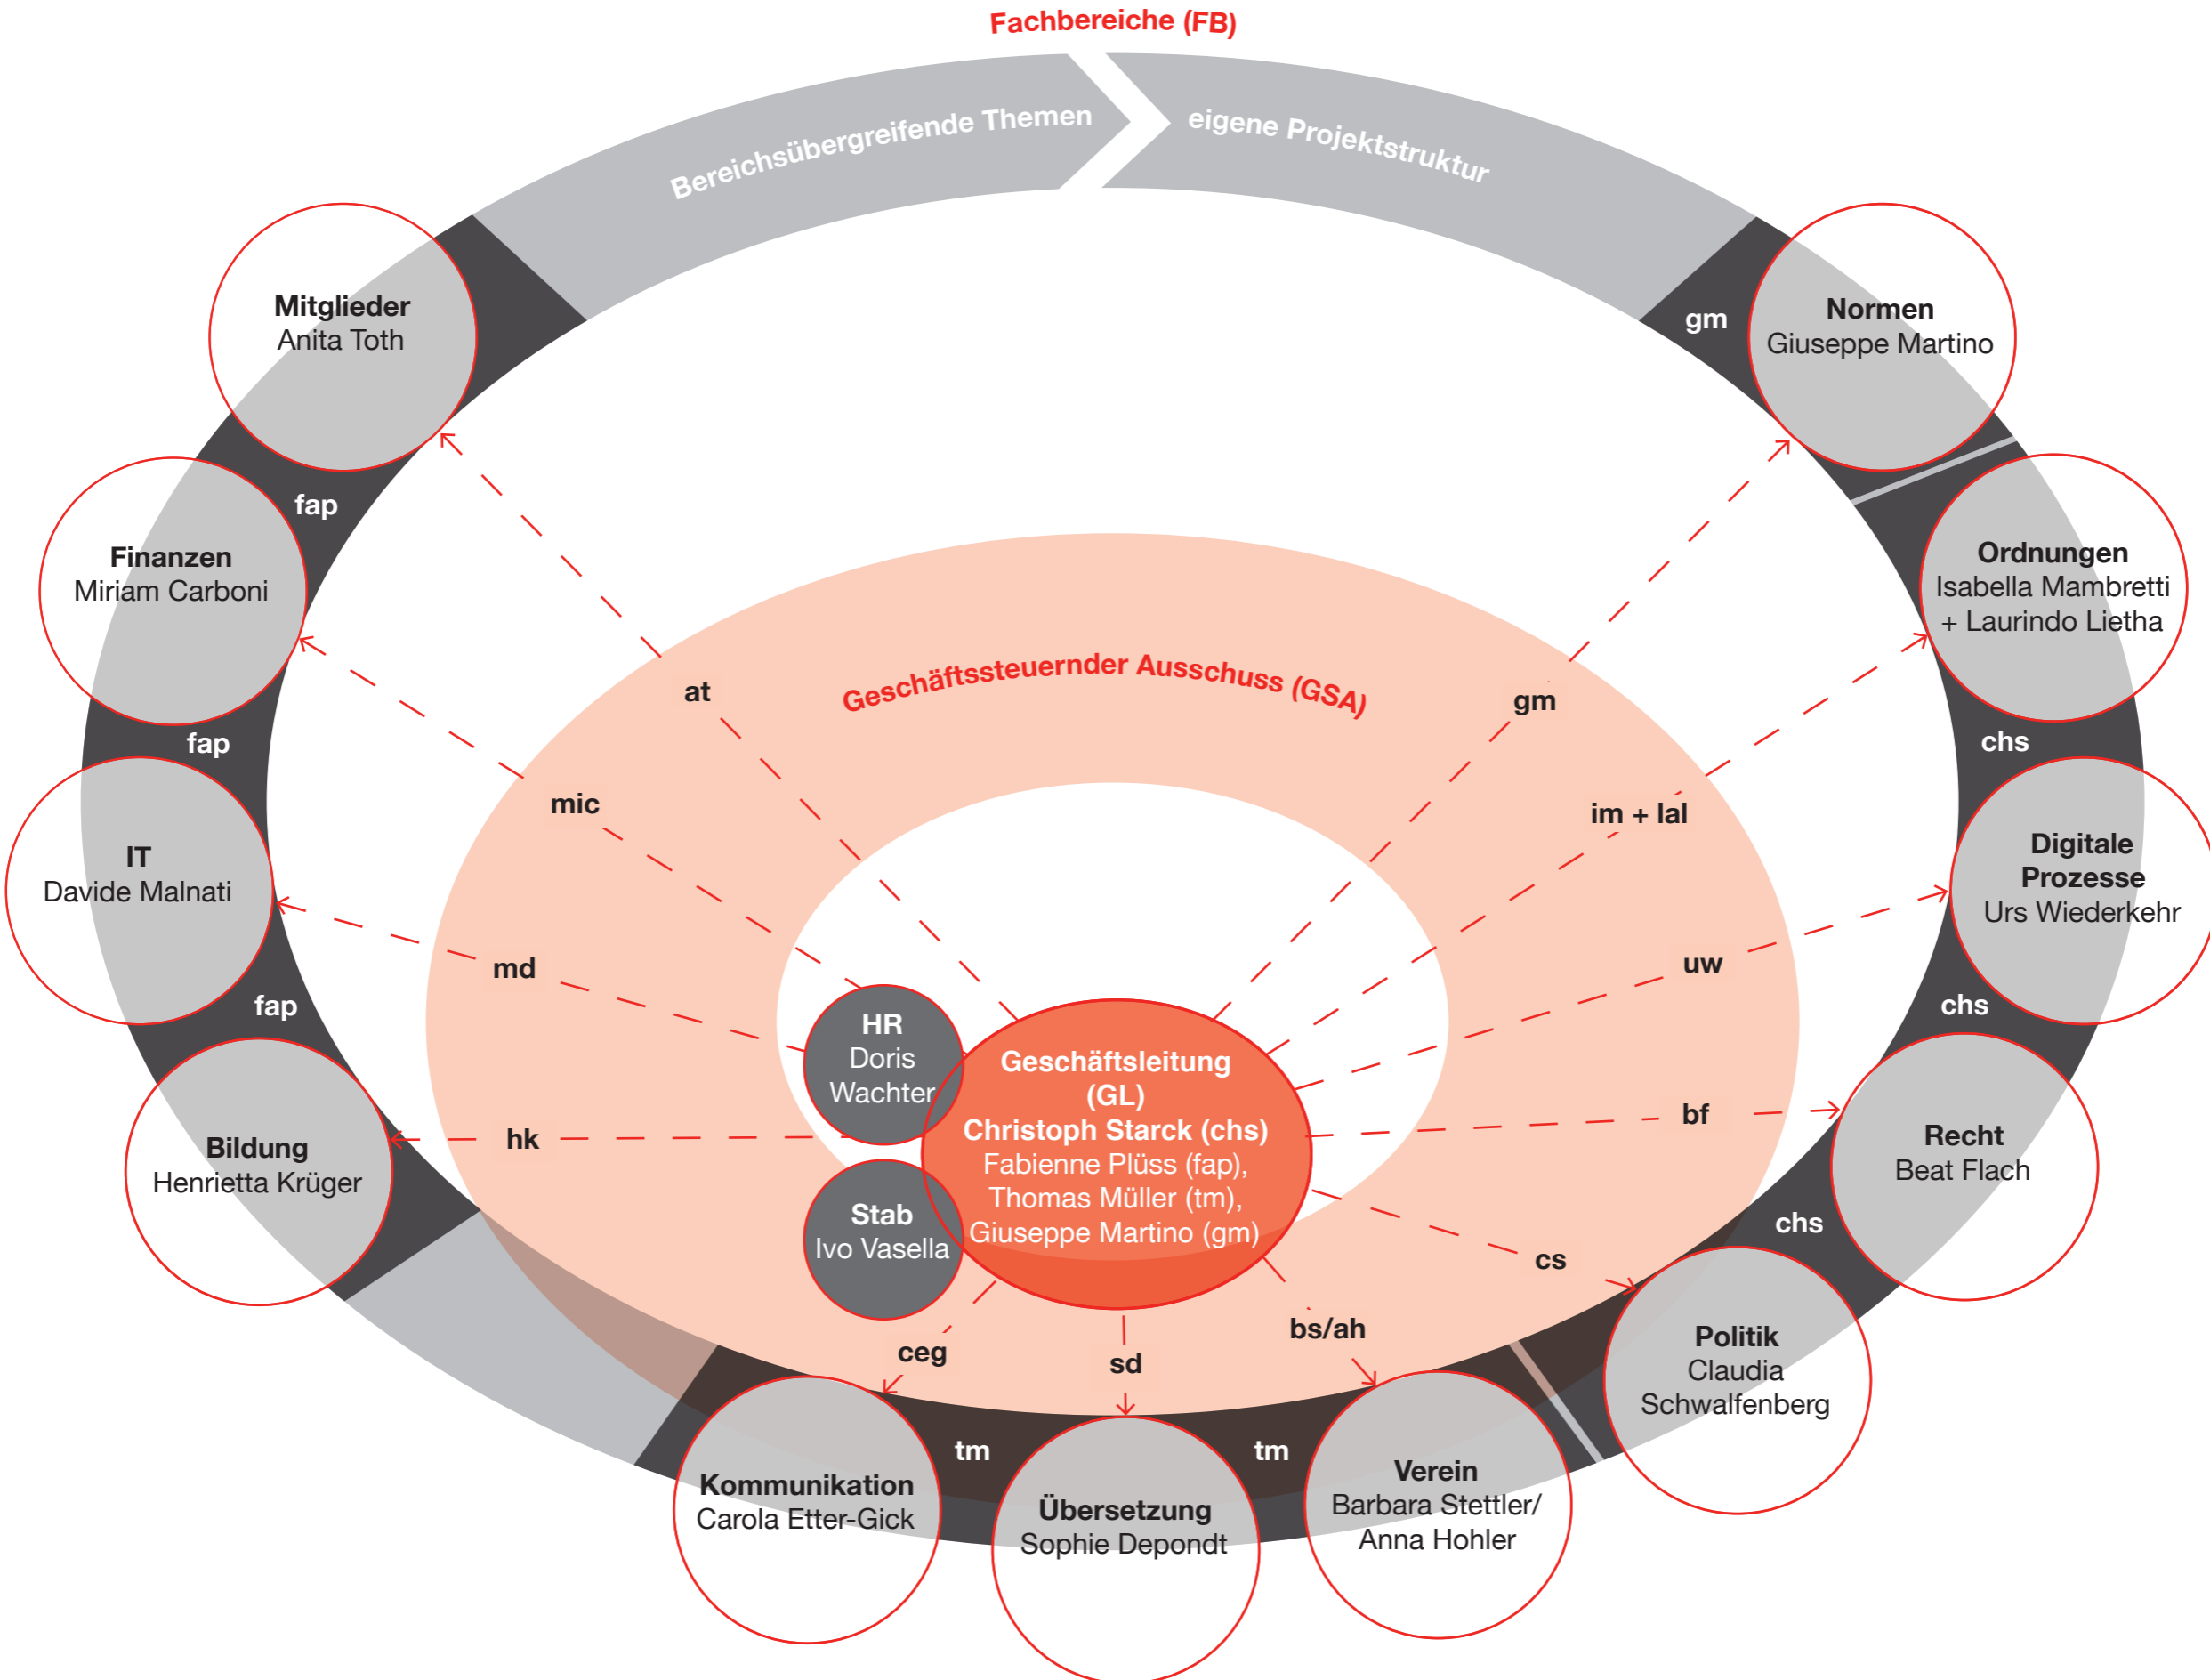 Fachbereiche (FB)
Bereichsübergreifende Themen
eigene Projektstruktur
Mitglieder
Anita Toth
gm
Normen
Giuseppe Martino
fap
Finanzen
Miriam Carboni
Ordnungen
Isabella Mambretti
+ Laurindo Lietha
Geschäftssteuernder Ausschuss (GSA)
at
gm
fap
chs
mic
im + lal
IT
Davide Malnati
Digitale
Prozesse
Urs Wiederkehr
md
uw
fap
chs
HR
Doris
Wachter
Geschäftsleitung
(GL)
Christoph Starck (chs)
Fabienne Plüss (fap),
Thomas Müller (tm),
Giuseppe Martino (gm)
hk
bf
Bildung
Henrietta Krüger
Recht
Beat Flach
Stab
Ivo Vasella
chs
cs
ceg
sd
bs/ah
Politik
Claudia
Schwalfenberg
tm
tm
Kommunikation
Carola Etter-Gick
Übersetzung
Sophie Depondt
Verein
Barbara Stettler/
Anna Hohler